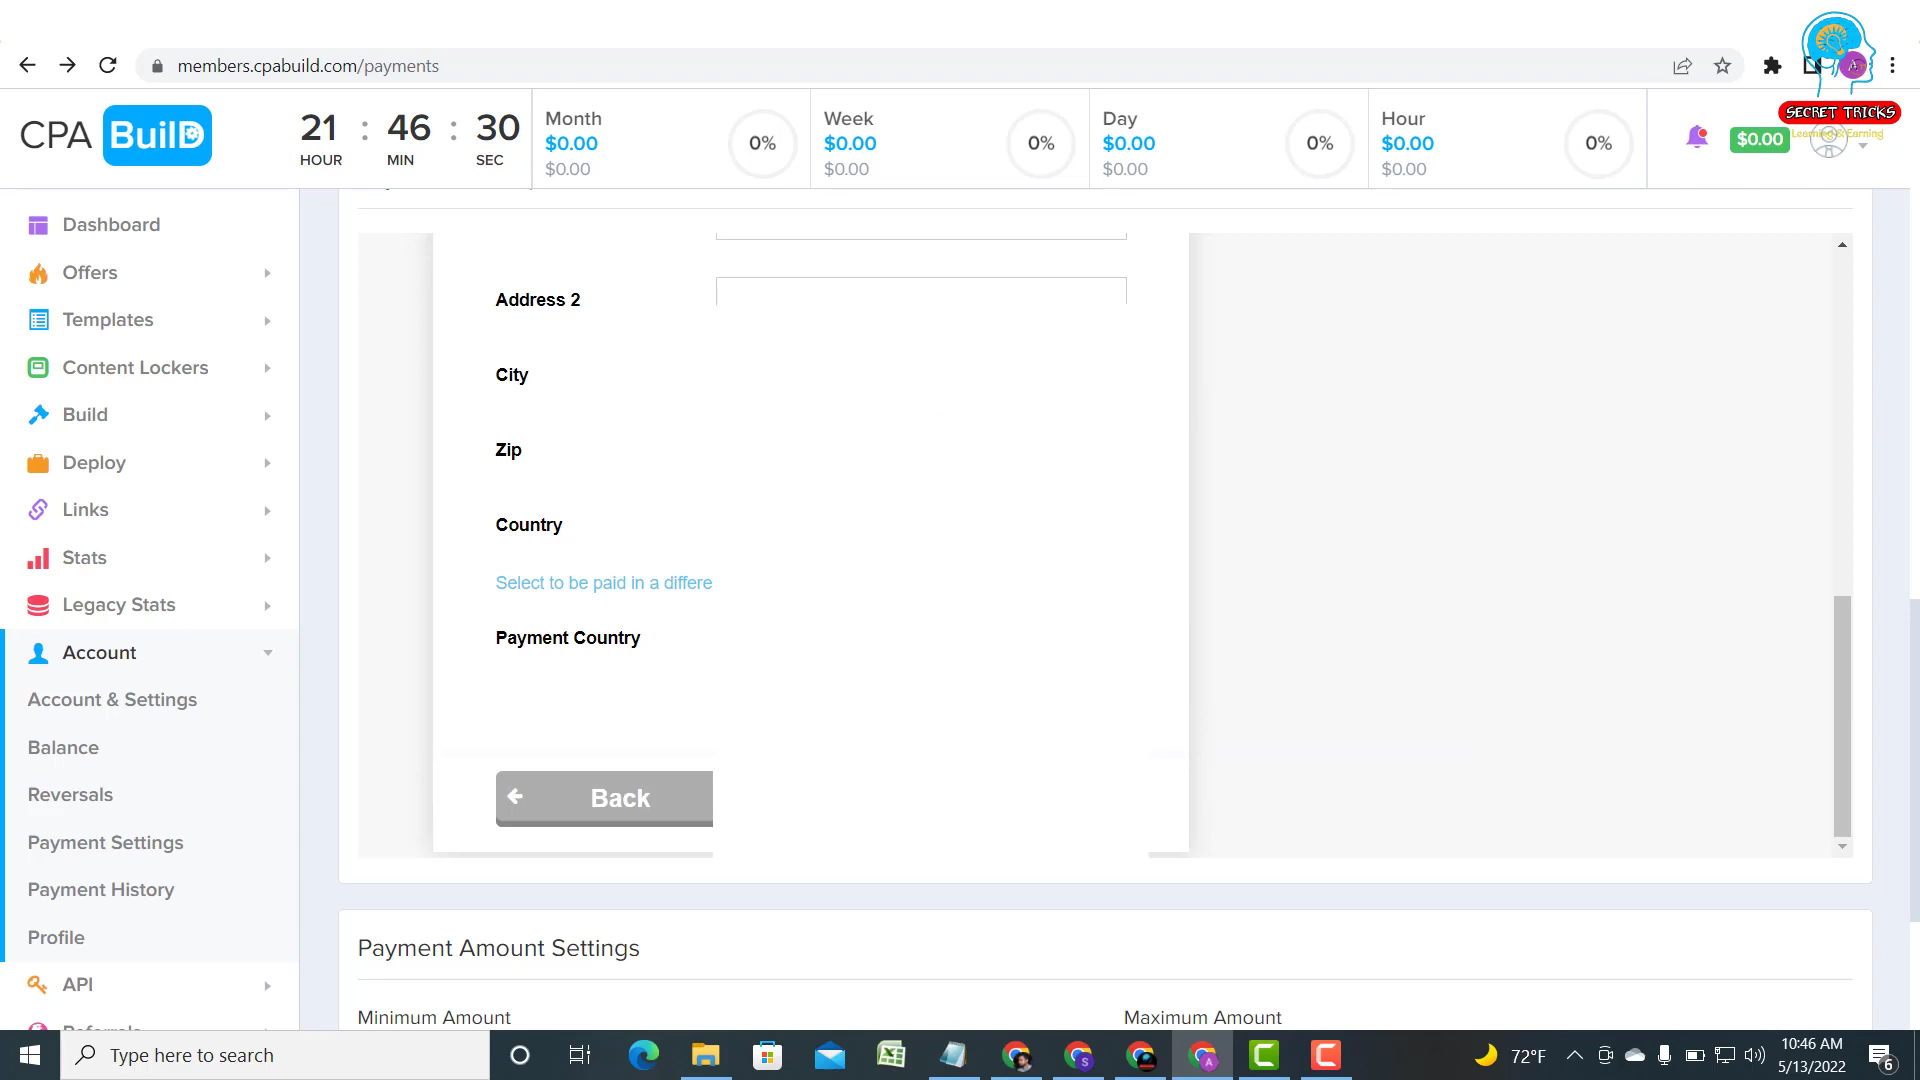 members.cpabuild.com/payments
SECRET TRICKS
Learning & Earning
CPA BuilD
21 : 46 : 30
HOUR MIN SEC
Month
$0.00
$0.00
0%
Week
$0.00
$0.00
0%
Day
$0.00
$0.00
0%
Hour
$0.00
$0.00
0%
$0.00
Dashboard
Offers
Templates
Content Lockers
Build
Deploy
Links
Stats
Legacy Stats
Account
Account & Settings
Balance
Reversals
Payment Settings
Payment History
Profile
API
Referrals
Address 2
City
Zip
Country
Select to be paid in a differe
Payment Country
Back
Payment Amount Settings
Minimum Amount
Maximum Amount
Type here to search
72°F
10:46 AM
5/13/2022
6